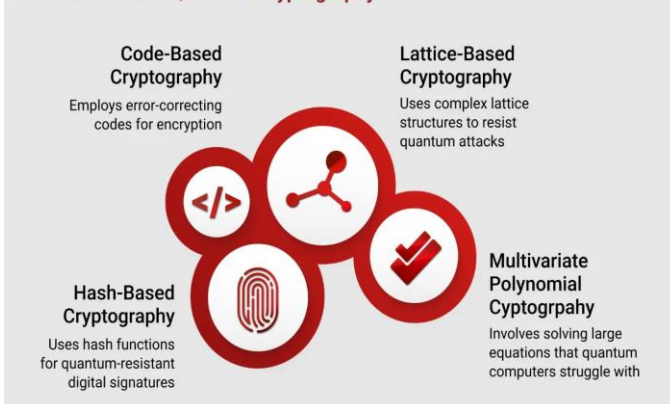 Code-Based
Cryptography
Employs error-correcting
codes for encryption
Lattice-Based
Cryptography
Uses complex lattice
structures to resist
quantum attacks
</>
Hash-Based
Cryptography
Uses hash functions
for quantum-resistant
digital signatures
Multivariate
Polynomial
Cyptogrpahy
Involves solving large
equations that quantum
computers struggle with